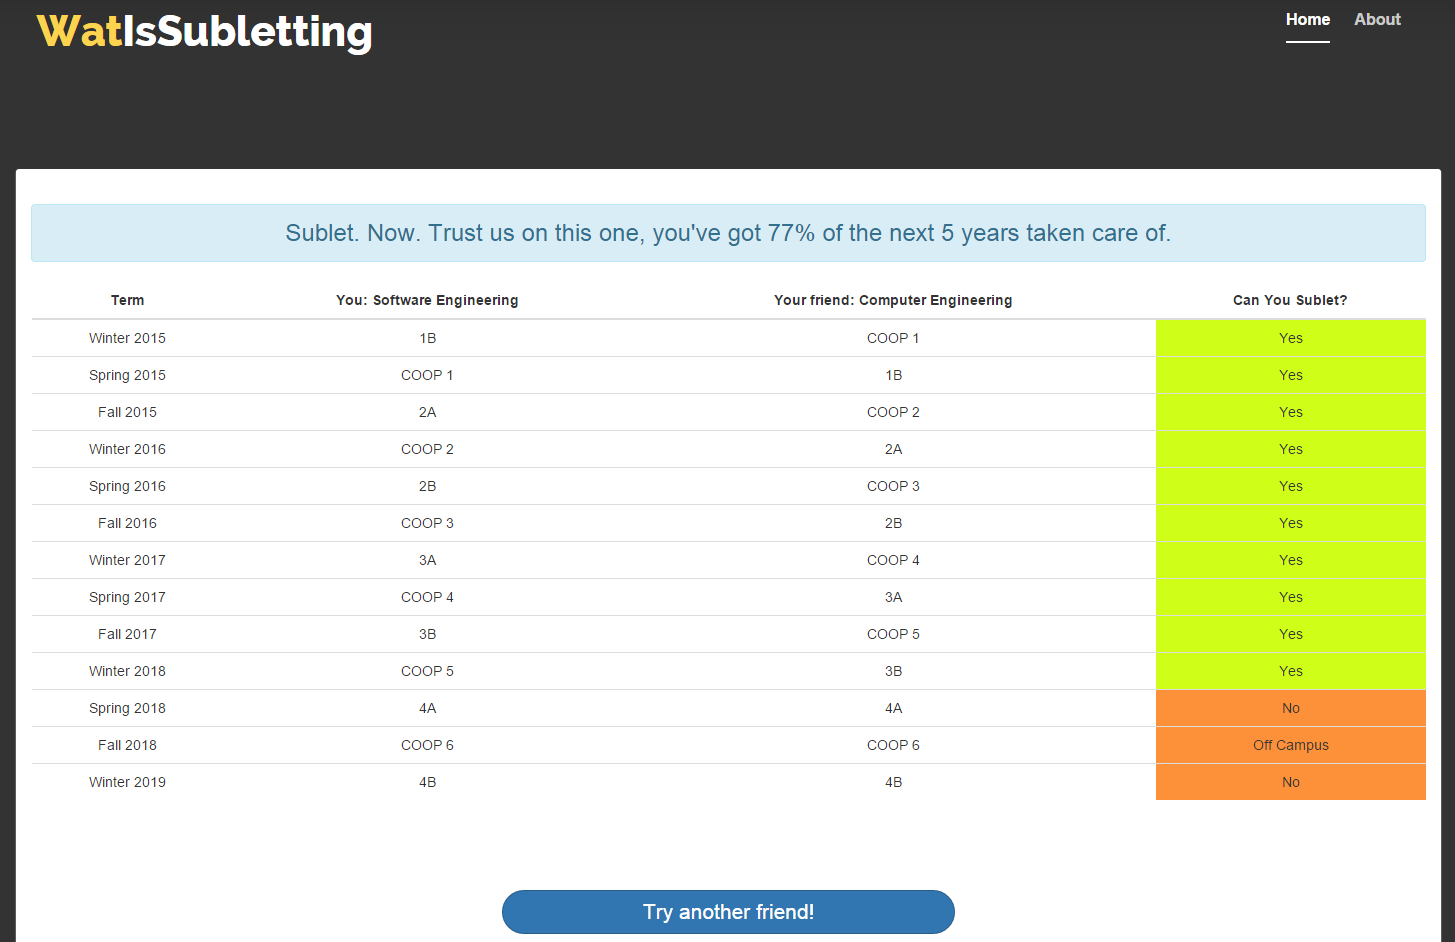 WatIsSubletting
Home About
Sublet. Now. Trust us on this one, you've got 77% of the next 5 years taken care of.
Term You: Software Engineering Your friend: Computer Engineering Can You Sublet?
Winter 2015 1B COOP 1 Yes
Spring 2015 COOP 1 1B Yes
Fall 2015 2A COOP 2 Yes
Winter 2016 COOP 2 2A Yes
Spring 2016 2B COOP 3 Yes
Fall 2016 COOP 3 2B Yes
Winter 2017 3A COOP 4 Yes
Spring 2017 COOP 4 3A Yes
Fall 2017 3B COOP 5 Yes
Winter 2018 COOP 5 3B Yes
Spring 2018 4A 4A No
Fall 2018 COOP 6 COOP 6 Off Campus
Winter 2019 4B 4B No
Try another friend!